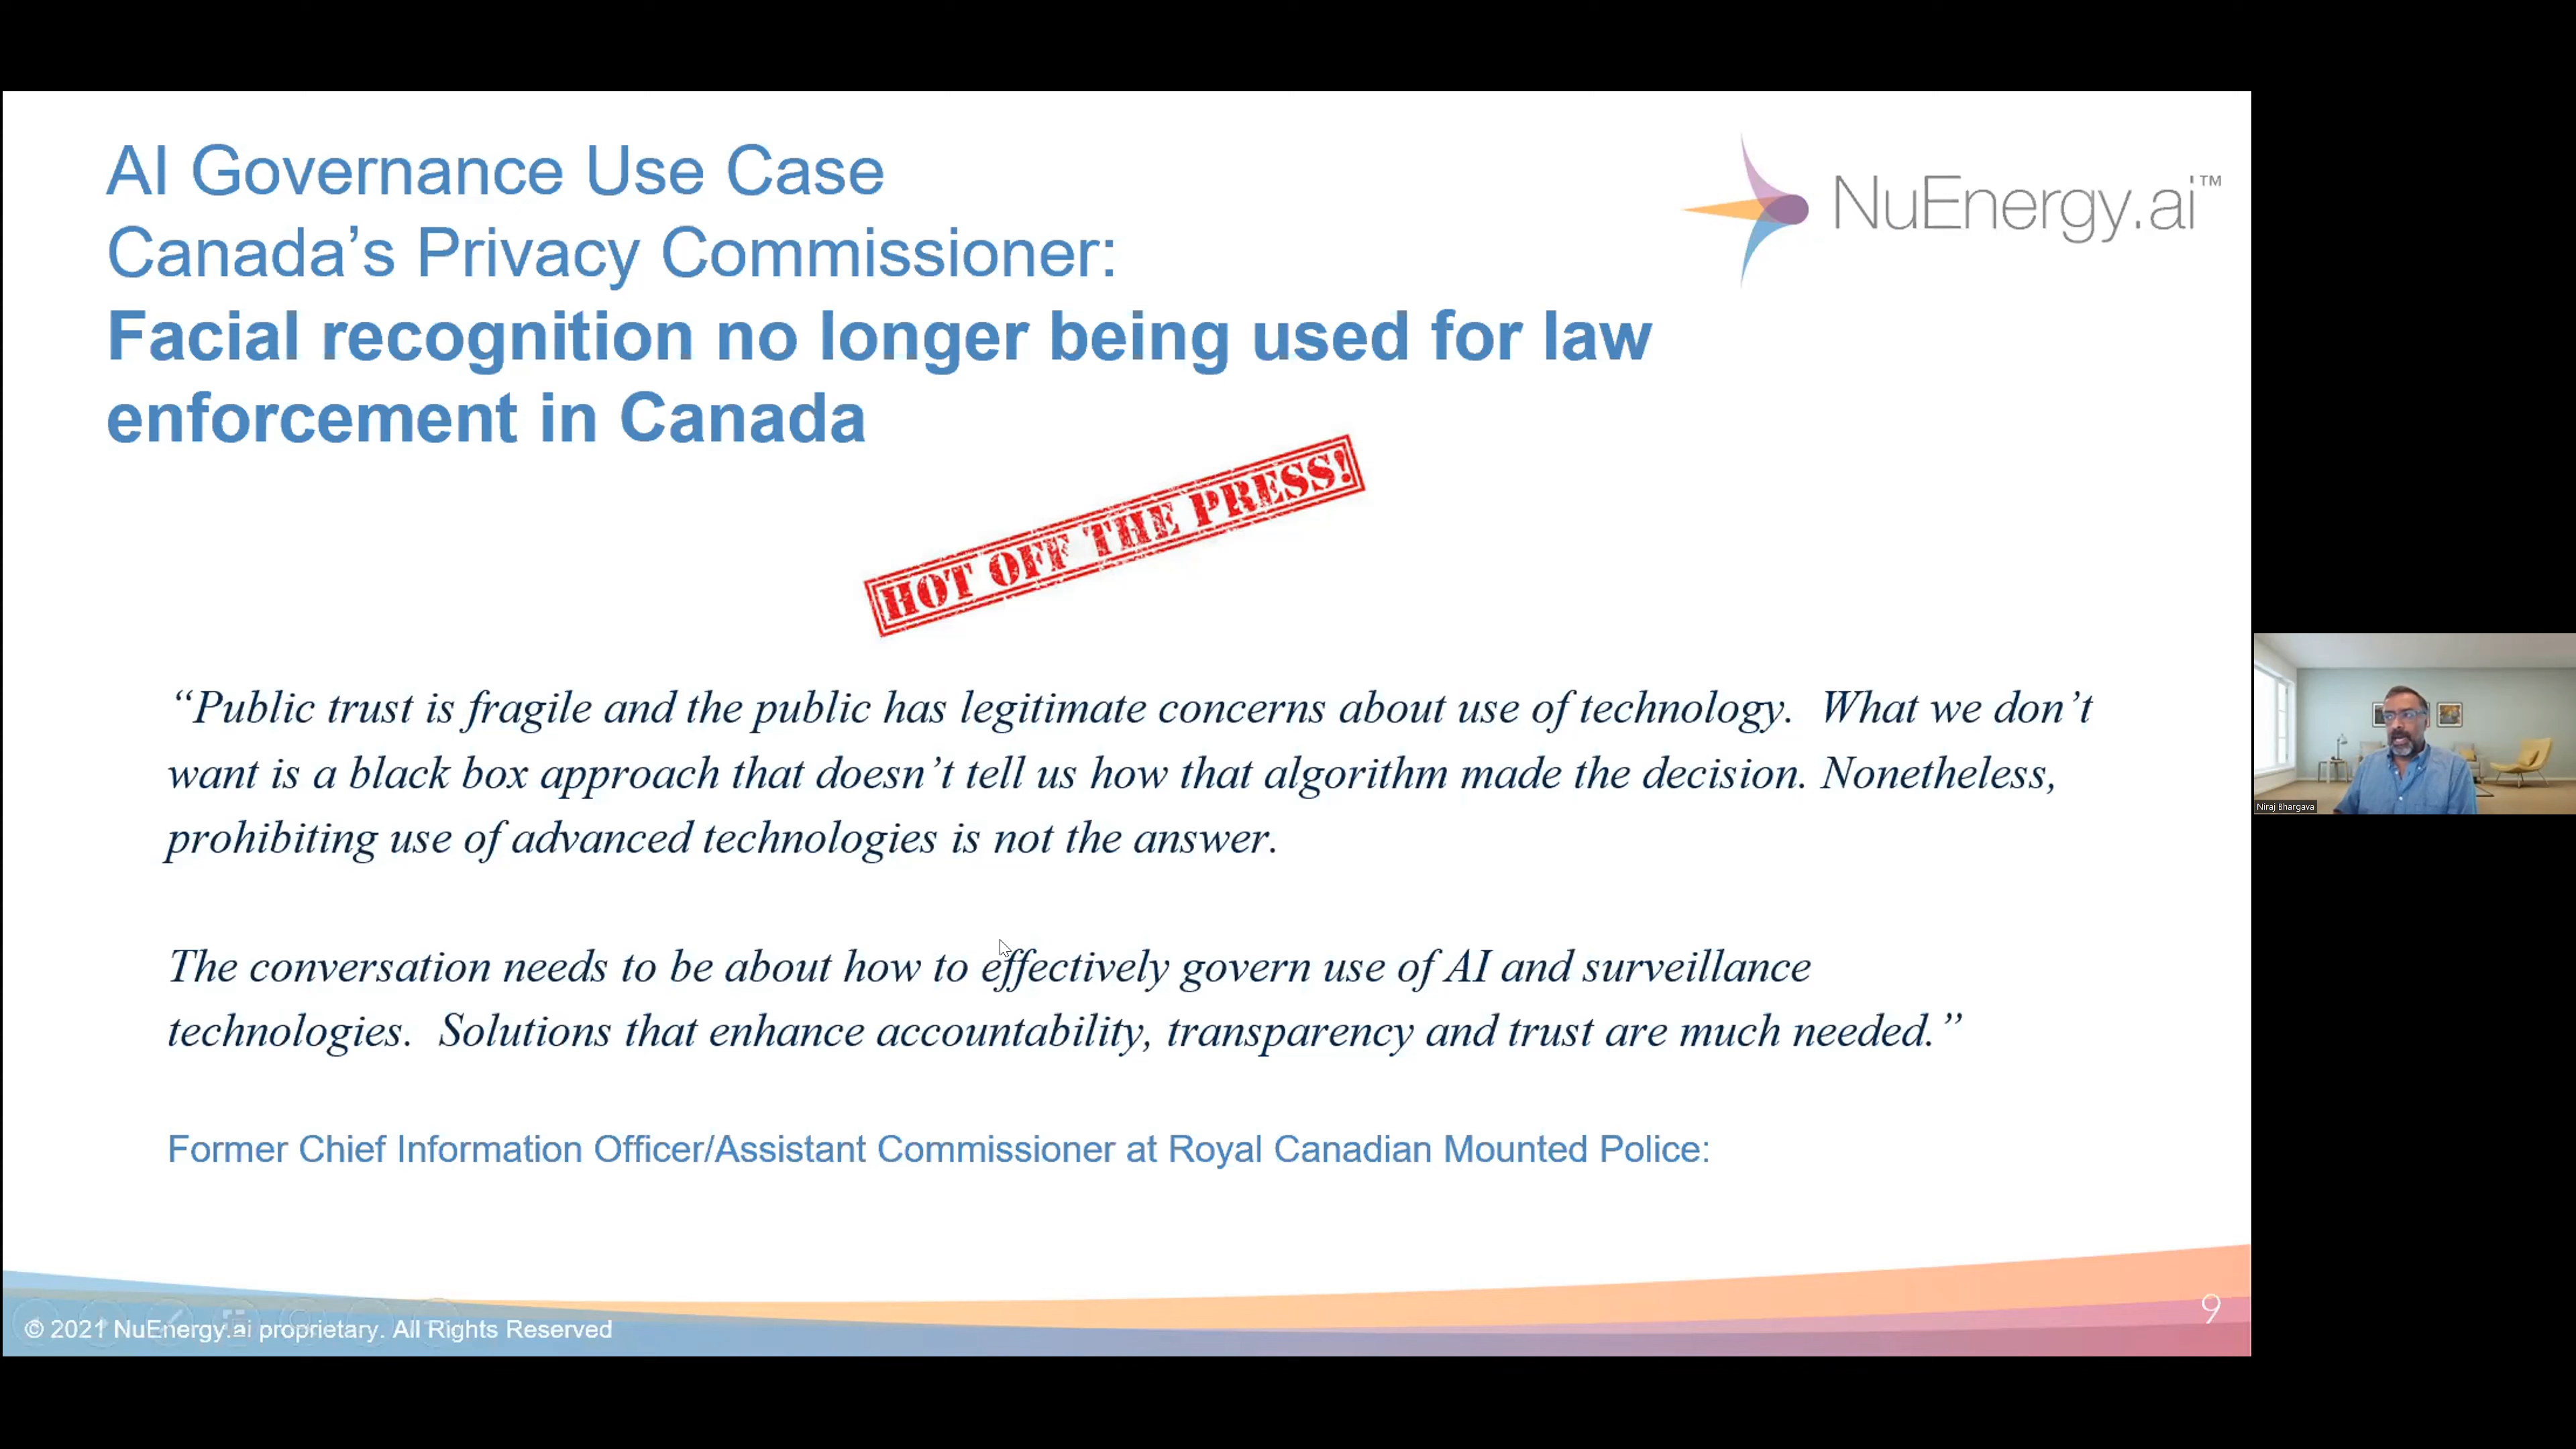 AI Governance Use Case
Canada’s Privacy Commissioner:
Facial recognition no longer being used for law
enforcement in Canada
NuEnergy.ai™
HOT OFF THE PRESS!
“Public trust is fragile and the public has legitimate concerns about use of technology. What we don’t
want is a black box approach that doesn’t tell us how that algorithm made the decision. Nonetheless,
prohibiting use of advanced technologies is not the answer.
The conversation needs to be about how to effectively govern use of AI and surveillance
technologies. Solutions that enhance accountability, transparency and trust are much needed.”
Former Chief Information Officer/Assistant Commissioner at Royal Canadian Mounted Police:
© 2021 NuEnergy.ai proprietary. All Rights Reserved
9
Niraj Bhargava